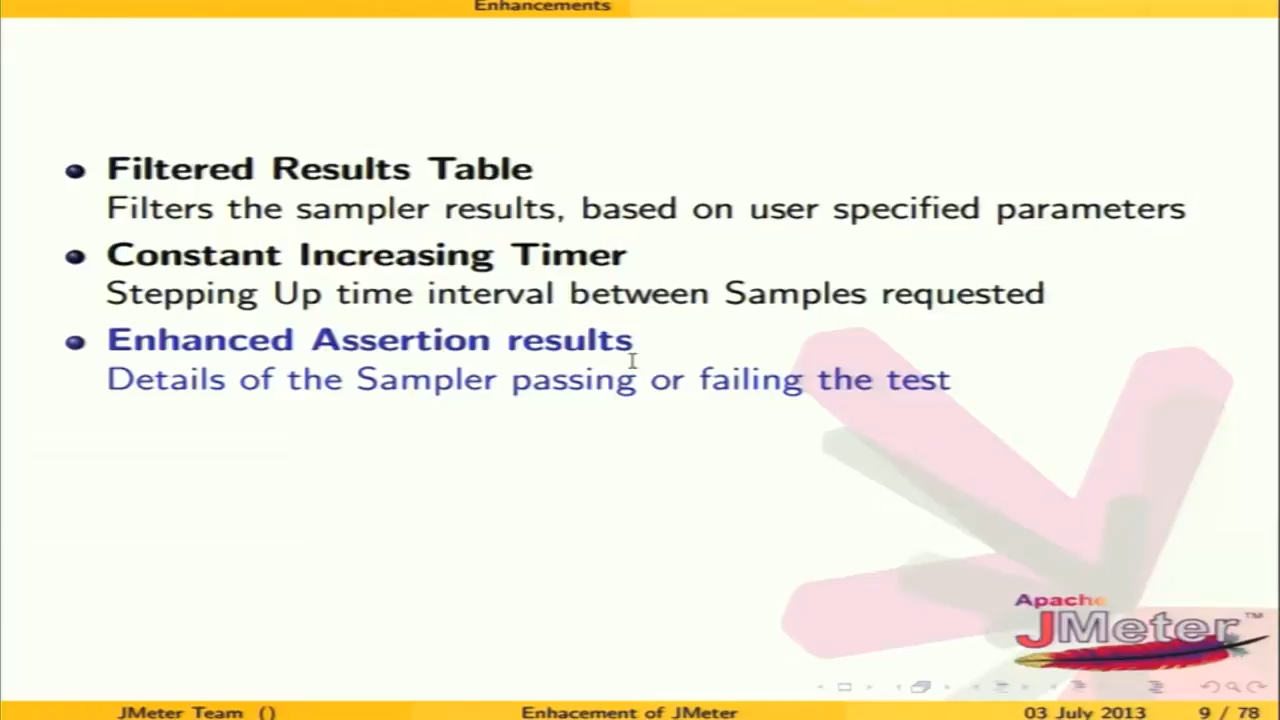 Enhancements
Filtered Results Table
Filters the sampler results, based on user specified parameters
Constant Increasing Timer
Stepping Up time interval between Samples requested
Enhanced Assertion results
Details of the Sampler passing or failing the test
Apache
JMeter™
JMeter Team () Enhacement of JMeter 03 July 2013 9 / 78